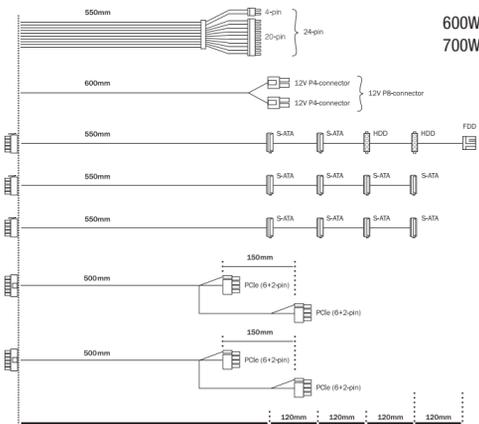 550mm
4-pin
20-pin
24-pin
600W
700W
600mm
12V P4-connector
12V P4-connector
12V P8-connector
550mm
S-ATA
S-ATA
HDD
HDD
FDD
550mm
S-ATA
S-ATA
S-ATA
S-ATA
550mm
S-ATA
S-ATA
S-ATA
S-ATA
150mm
500mm
PCIe (6+2-pin)
PCIe (6+2-pin)
150mm
500mm
PCIe (6+2-pin)
PCIe (6+2-pin)
120mm
120mm
120mm
120mm